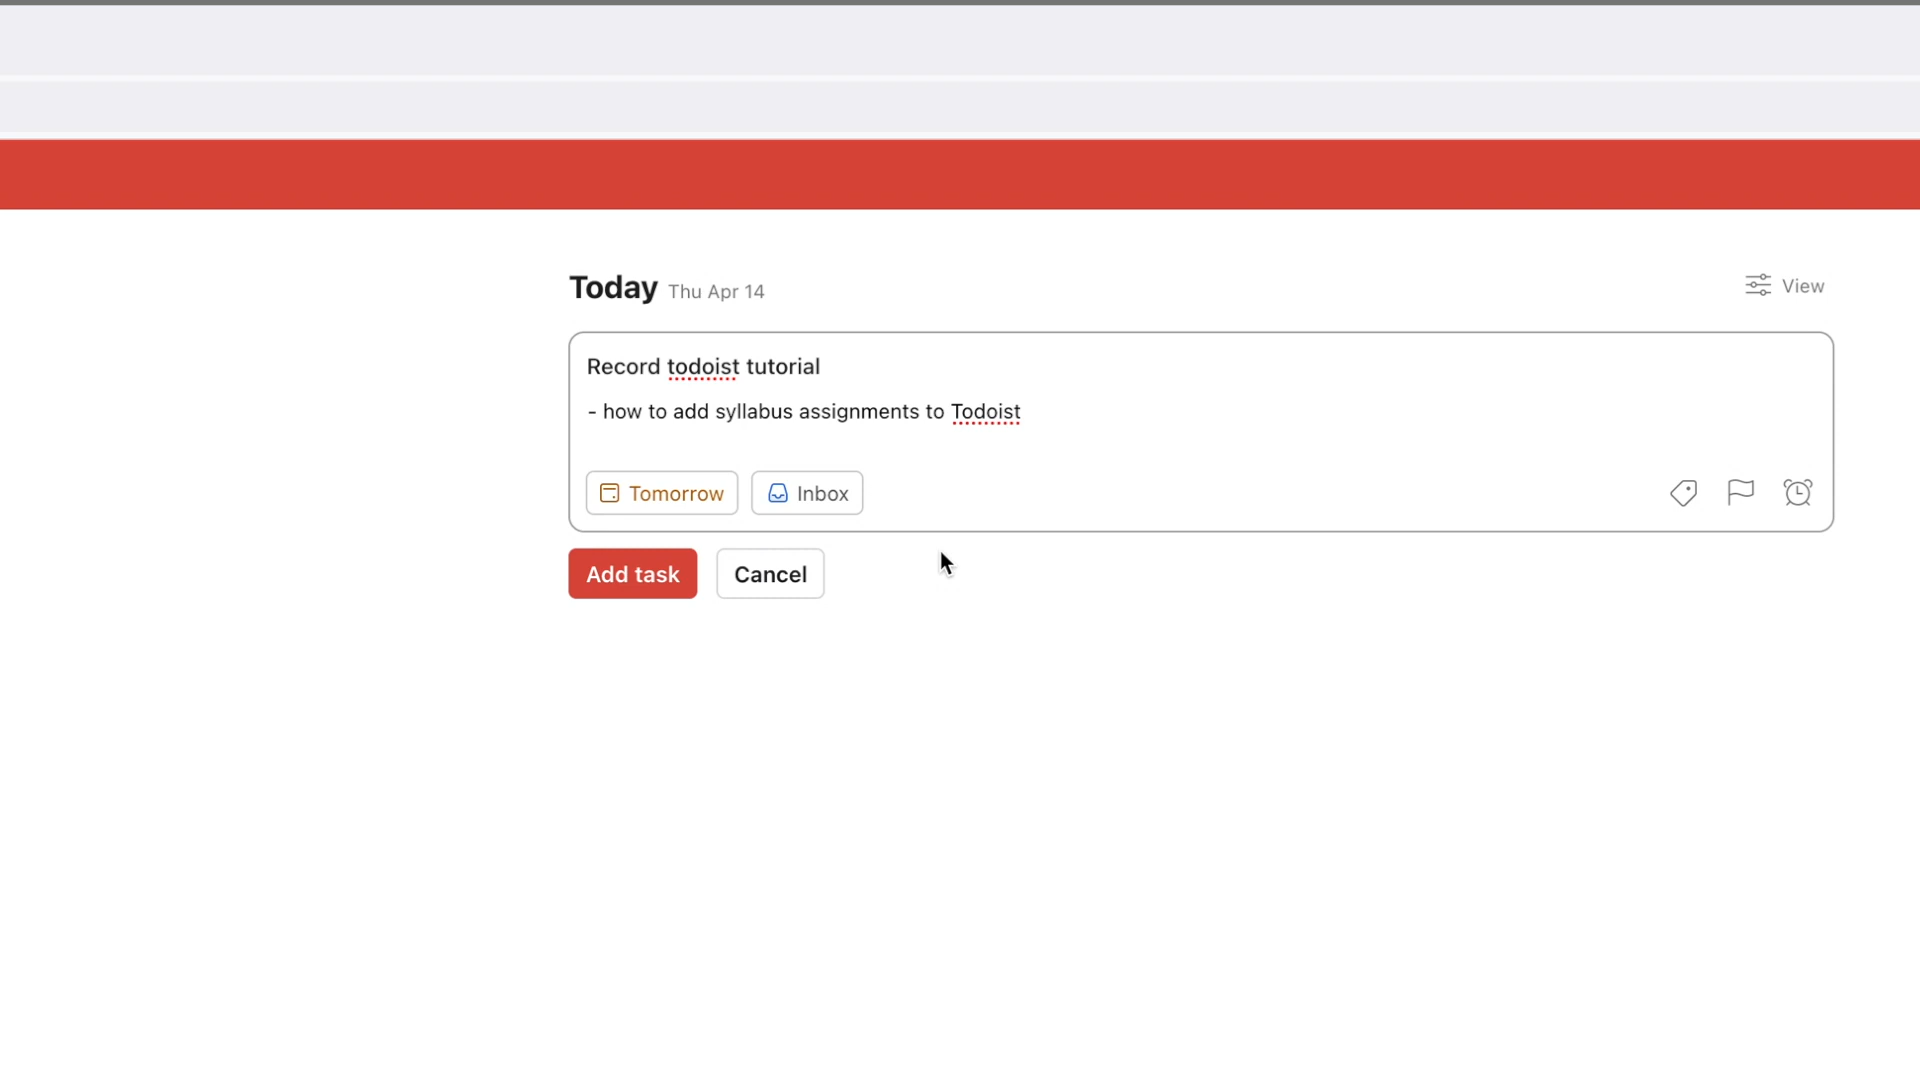 Today Thu Apr 14
View
Record todoist tutorial
- how to add syllabus assignments to Todoist
Tomorrow Inbox
Add task Cancel